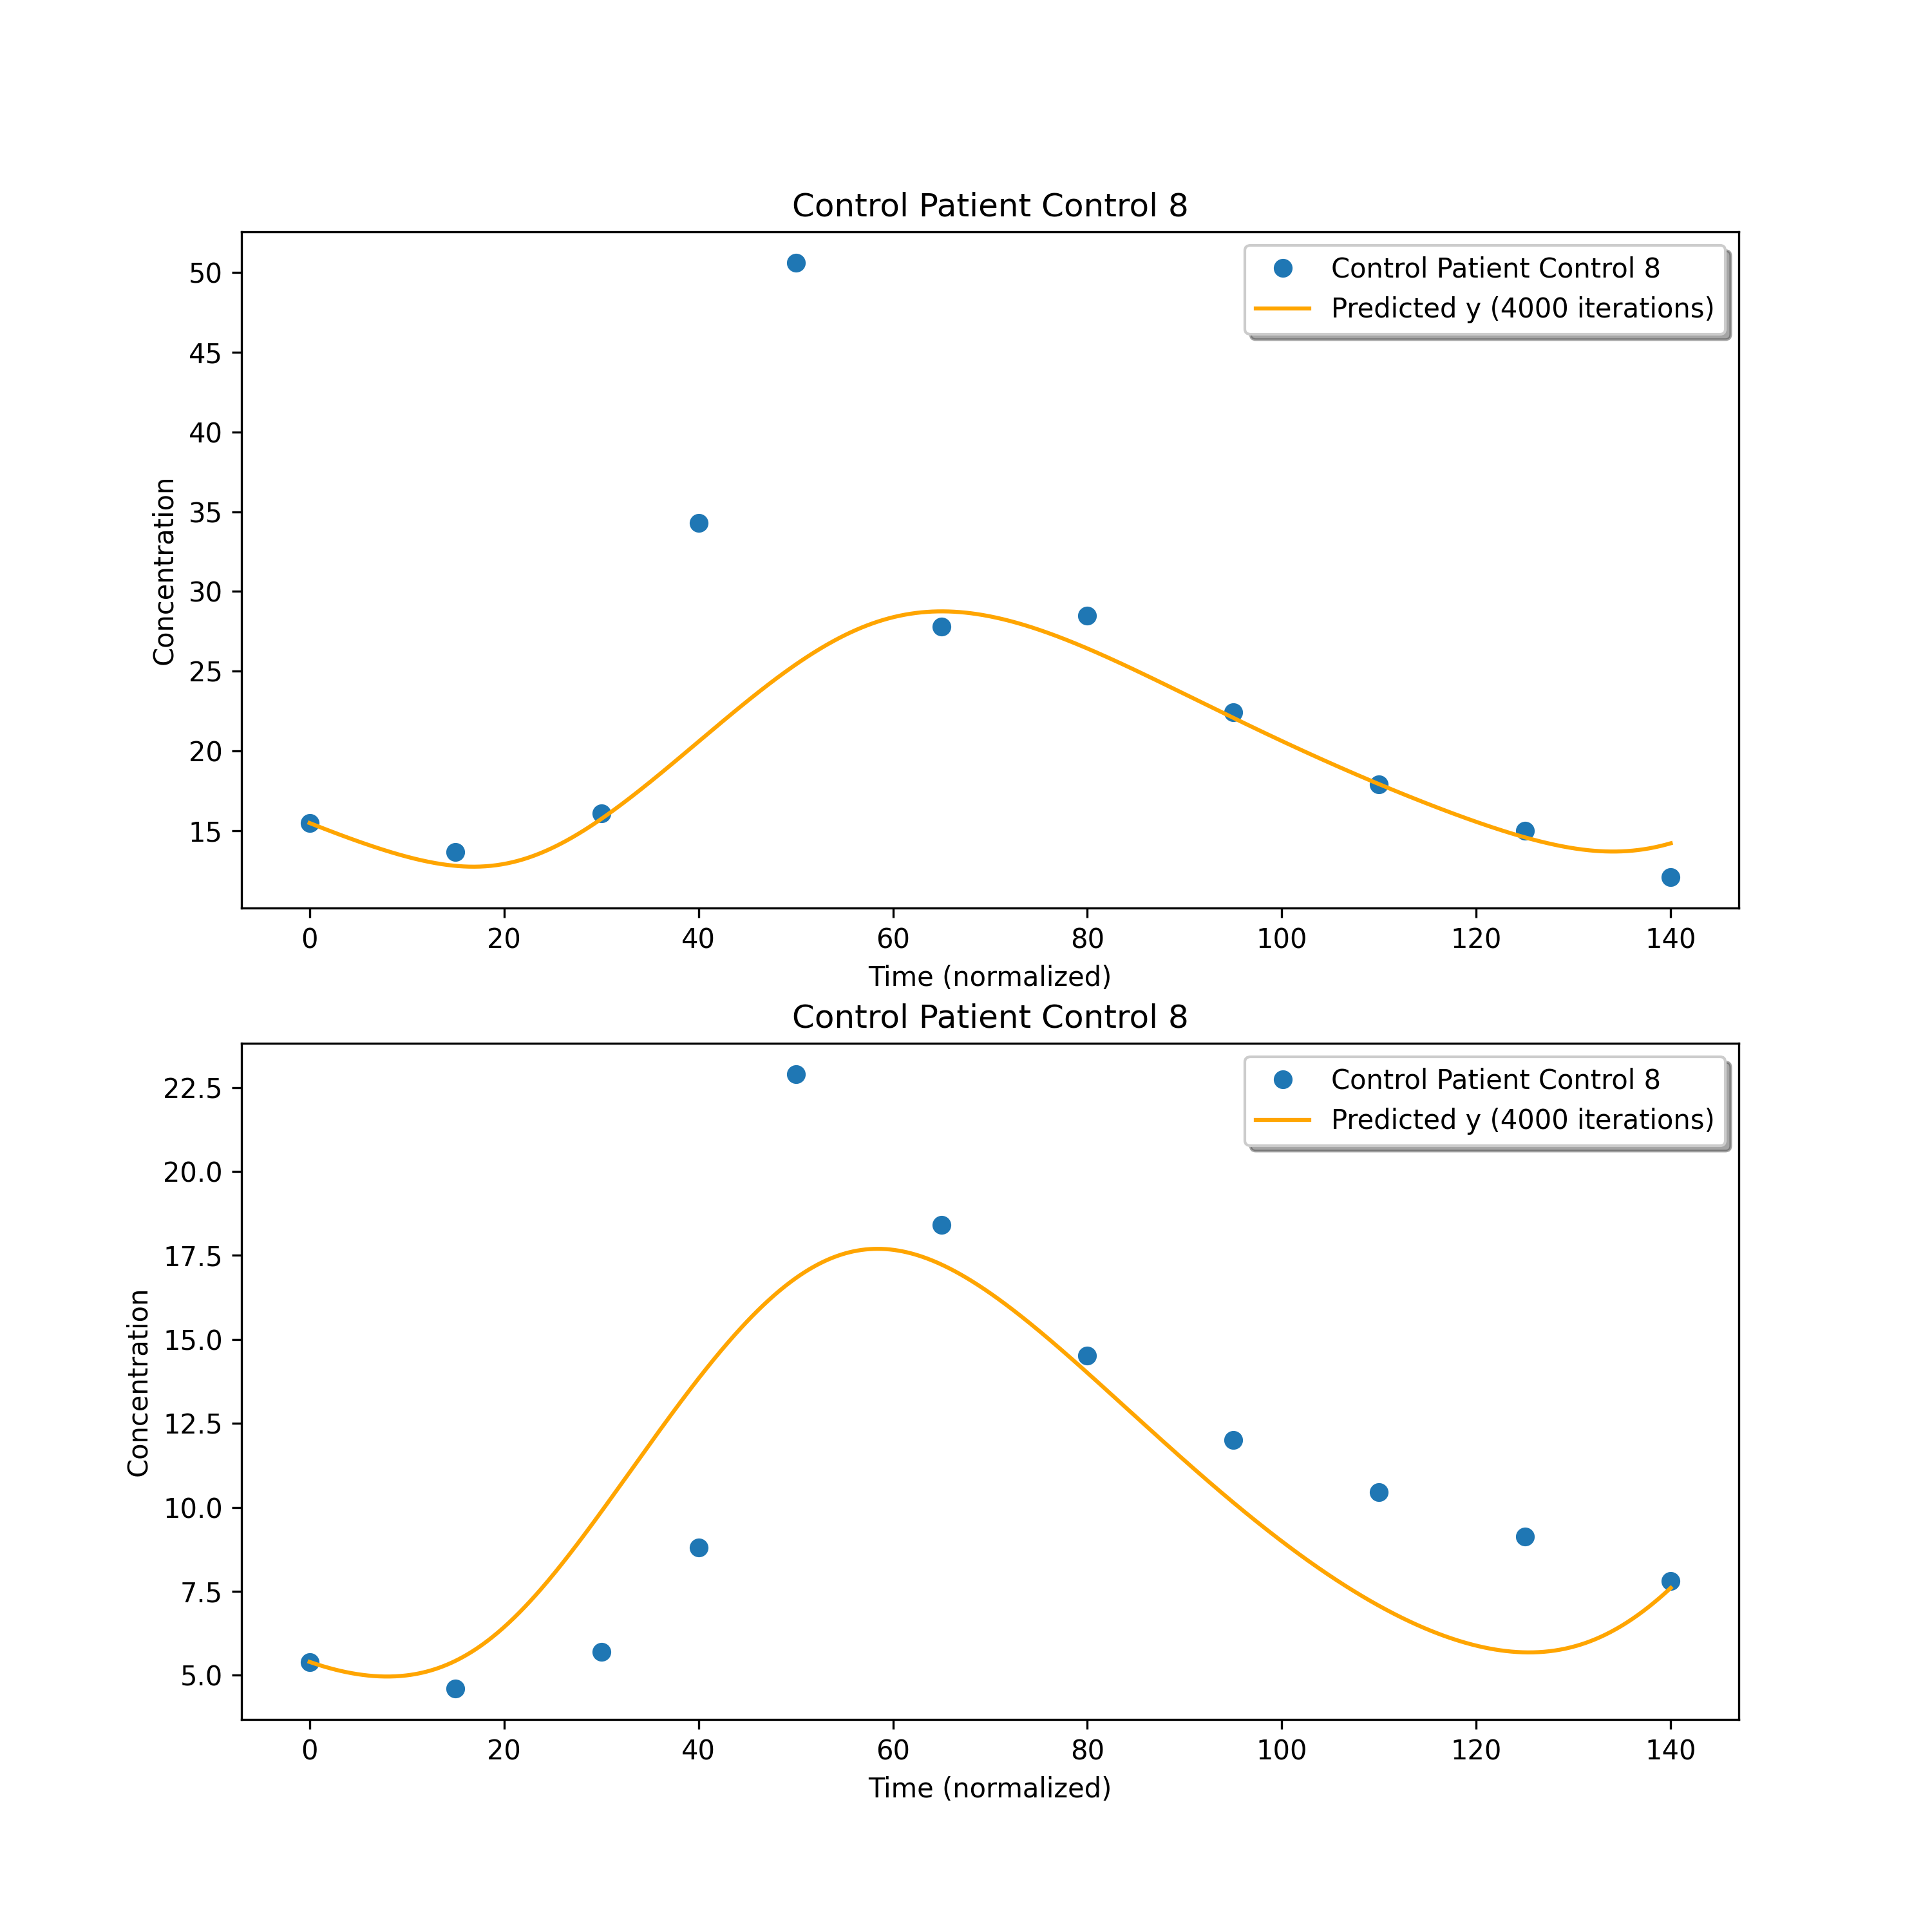 Control Patient Control 8
Control Patient Control 8
Predicted y (4000 iterations)
50
45
40
35
30
25
20
15
Concentration
0 20 40 60 80 100 120 140
Time (normalized)
Control Patient Control 8
Control Patient Control 8
Predicted y (4000 iterations)
22.5
20.0
17.5
15.0
12.5
10.0
7.5
5.0
Concentration
0 20 40 60 80 100 120 140
Time (normalized)